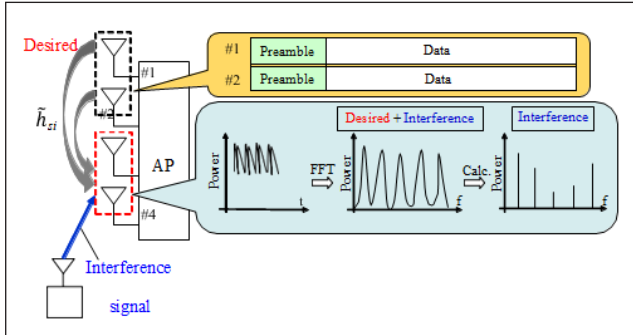 Desired
#1
#2
h̃si
AP
#4
Interference
signal
#1 Preamble Data
#2 Preamble Data
Desired + Interference
Interference
Power
t
FFT
Power
f
Calc.
Power
f